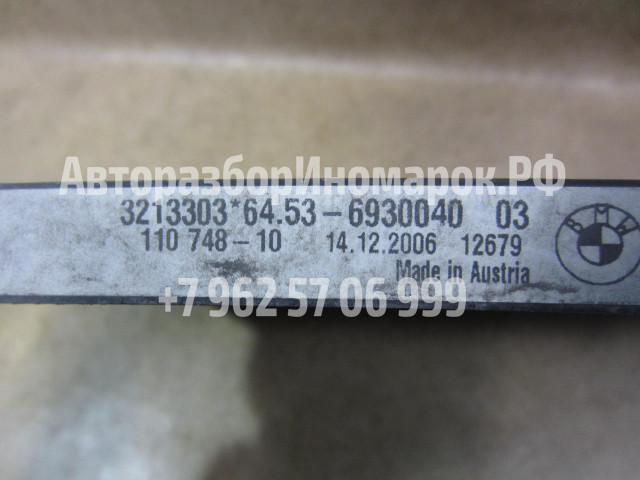 АвторазборИномарок.РФ
3213303*64.53-6930040 03
110 748-10 14.12.2006 12679
BMW
Made in Austria
+7 962 57 06 999